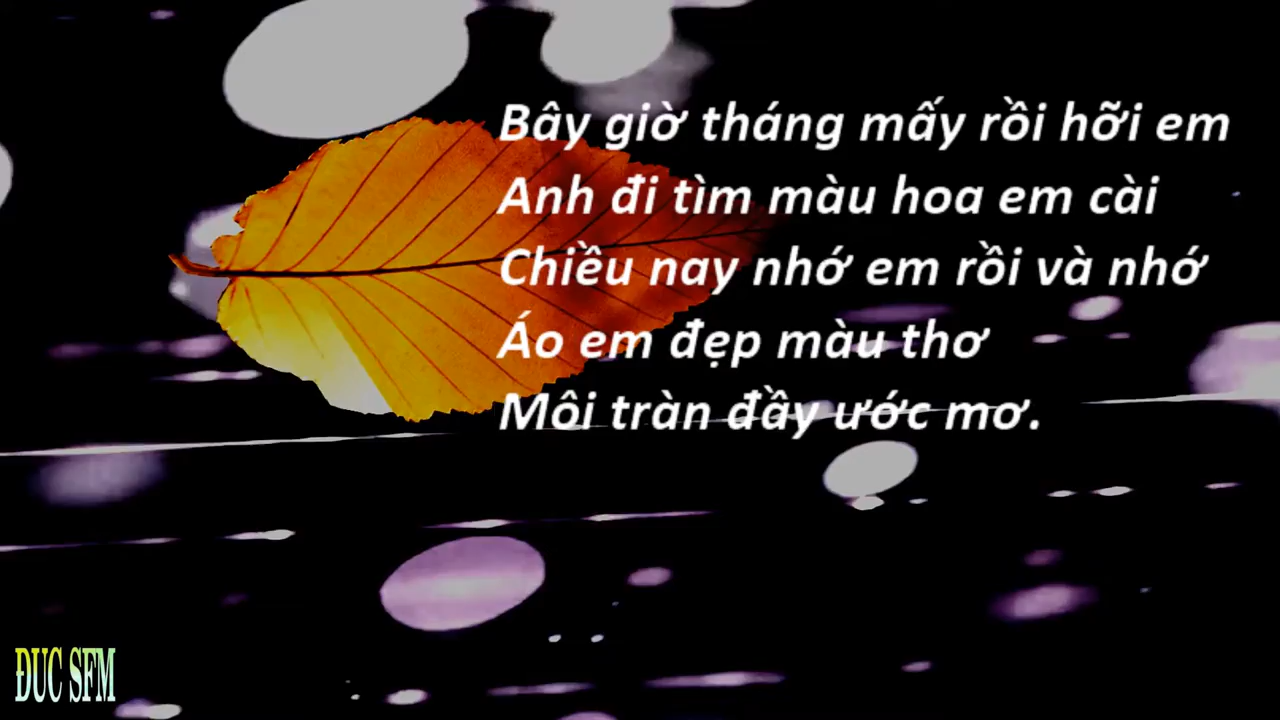 Bây giờ tháng mấy rồi hỡi em
Anh đi tìm màu hoa em cài
Chiều nay nhớ em rồi và nhớ
Áo em đẹp màu thơ
Môi tràn đầy ước mơ.
ĐUC SFM